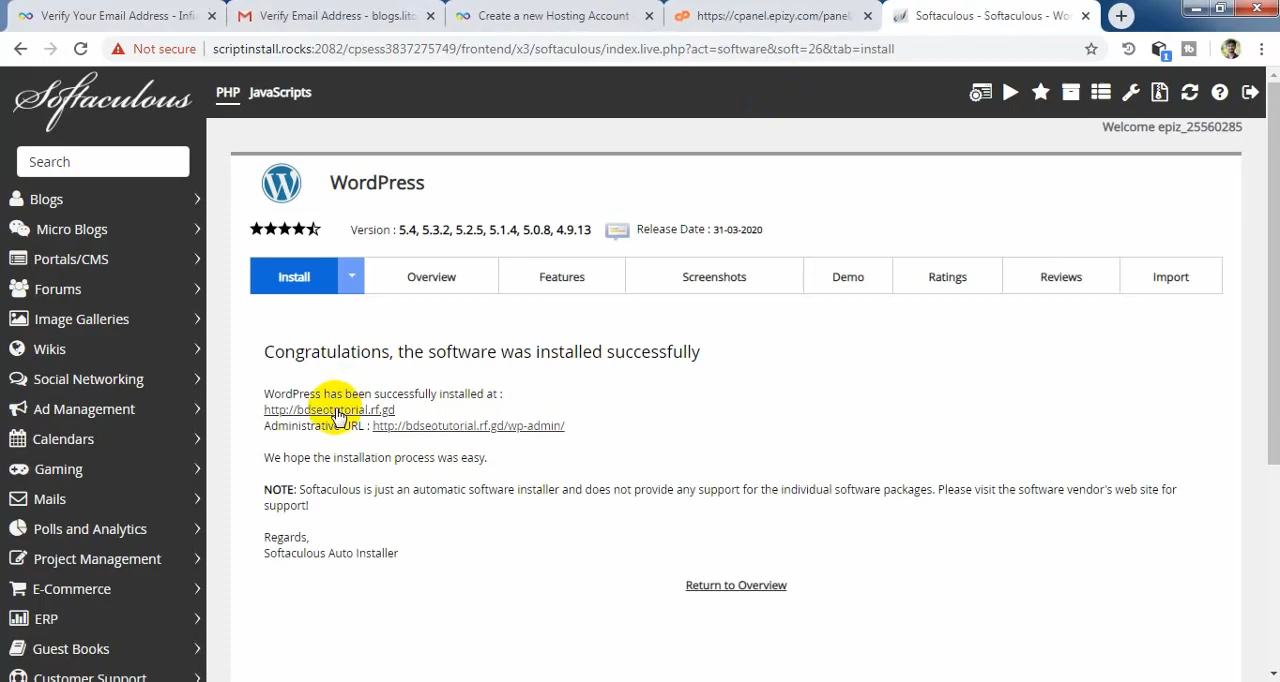 Verify Your Email Address - Infi
Verify Email Address - blogs.lito
Create a new Hosting Account
https://cpanel.epizy.com/panel
Softaculous - Softaculous - Wo
Not secure
scriptinstall.rocks:2082/cpsess3837275749/frontend/x3/softaculous/index.live.php?act=software&soft=26&tab=install
1
Softaculous
PHP
JavaScripts
Welcome epiz_25560285
Search
Blogs
Micro Blogs
Portals/CMS
Forums
Image Galleries
Wikis
Social Networking
Ad Management
Calendars
Gaming
Mails
Polls and Analytics
Project Management
E-Commerce
ERP
Guest Books
Customer Support
WordPress
Version : 5.4, 5.3.2, 5.2.5, 5.1.4, 5.0.8, 4.9.13
Release Date : 31-03-2020
Install
Overview
Features
Screenshots
Demo
Ratings
Reviews
Import
Congratulations, the software was installed successfully
WordPress has been successfully installed at :
http://bdseotutorial.rf.gd
Administrative URL : http://bdseotutorial.rf.gd/wp-admin/
We hope the installation process was easy.
NOTE: Softaculous is just an automatic software installer and does not provide any support for the individual software packages. Please visit the software vendor's web site for
support!
Regards,
Softaculous Auto Installer
Return to Overview